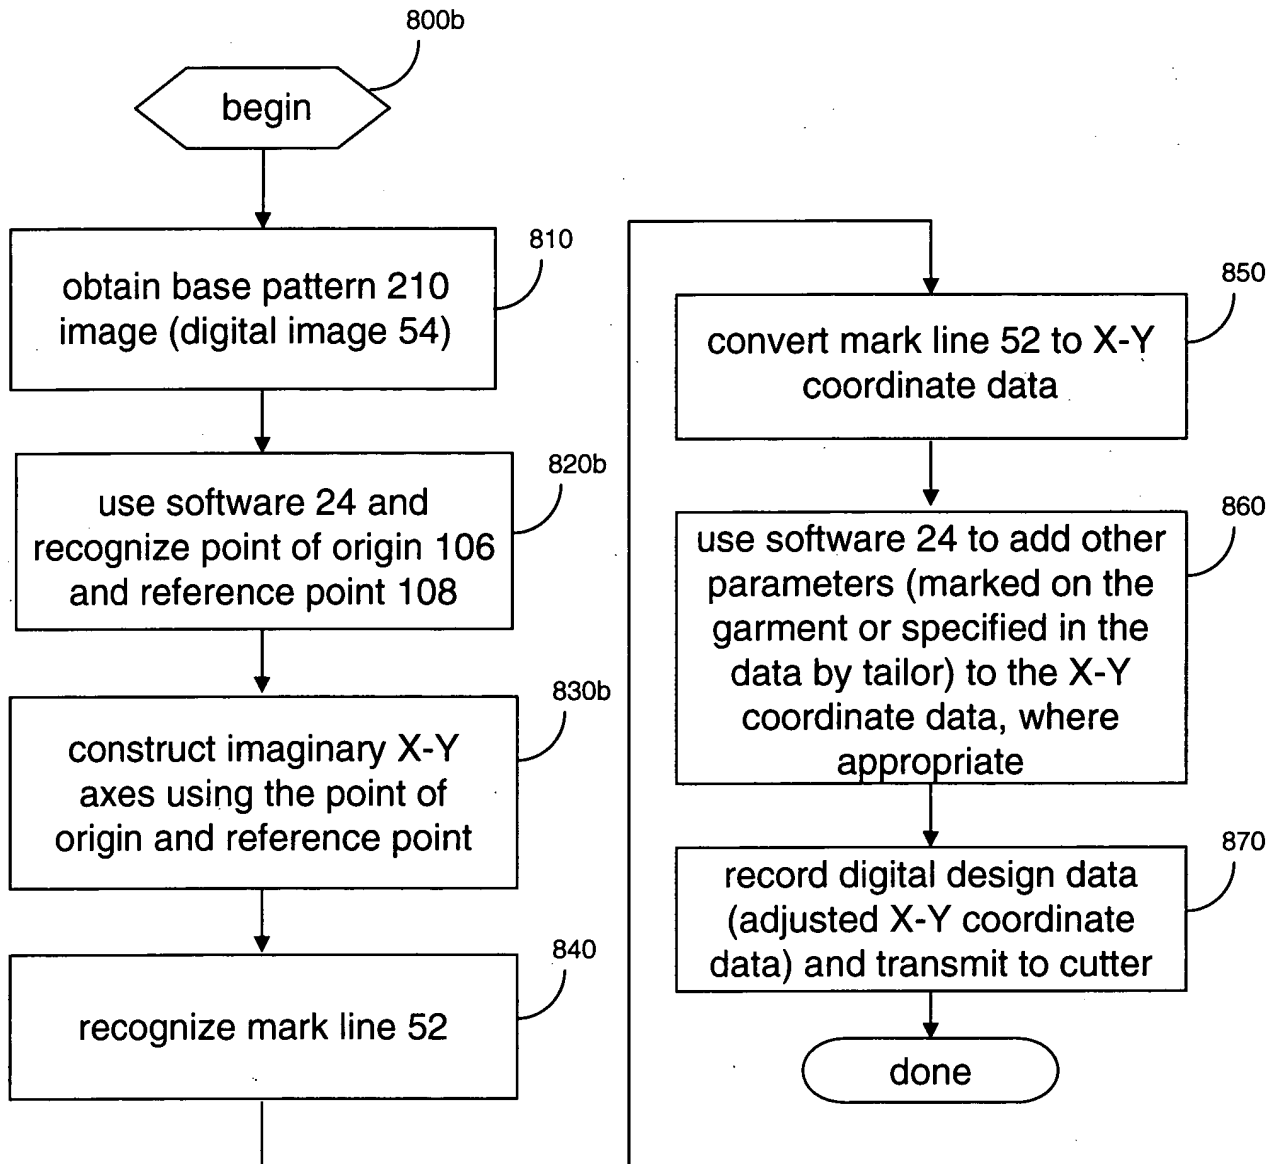 800b
begin
810
obtain base pattern 210
image (digital image 54)
820b
use software 24 and
recognize point of origin 106
and reference point 108
830b
construct imaginary X-Y
axes using the point of
origin and reference point
840
recognize mark line 52
850
convert mark line 52 to X-Y
coordinate data
860
use software 24 to add other
parameters (marked on the
garment or specified in the
data by tailor) to the X-Y
coordinate data, where
appropriate
870
record digital design data
(adjusted X-Y coordinate
data) and transmit to cutter
done